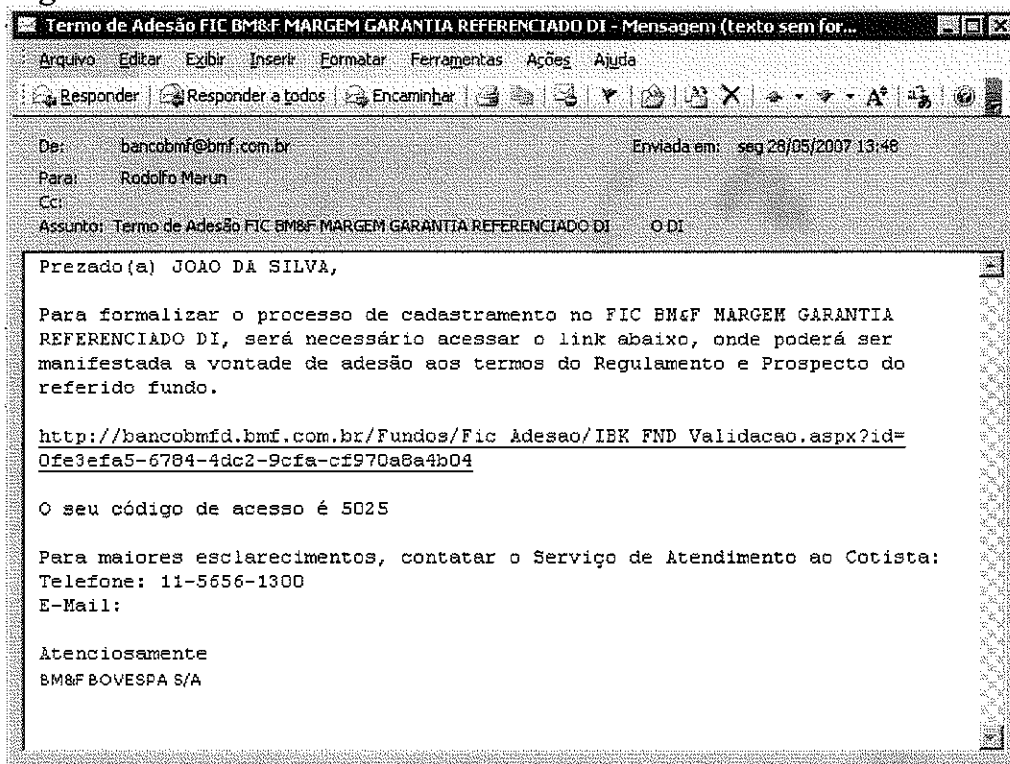 Termo de Adesão FIC BM&F MARGEM GARANTIA REFERENCIADO DI - Mensagem (texto sem for...
Arquivo Editar Exibir Inserir Formatar Ferramentas Ações Ajuda
Responder Responder a todos Encaminhar
De: bancobmf@bmf.com.br Enviada em: seg 28/05/2007 13:48
Para: Rodolfo Marun
Cc:
Assunto: Termo de Adesão FIC BM&F MARGEM GARANTIA REFERENCIADO DI O DI
Prezado(a) JOAO DA SILVA,
Para formalizar o processo de cadastramento no FIC BM&F MARGEM GARANTIA
REFERENCIADO DI, será necessário acessar o link abaixo, onde poderá ser
manifestada a vontade de adesão aos termos do Regulamento e Prospecto do
referido fundo.
http://bancobmfd.bmf.com.br/Fundos/Fic_Adesao/IBK_FND_Validacao.aspx?id=
0fe3efa5-6784-4dc2-9cfa-cf970a8a4b04
O seu código de acesso é 5025
Para maiores esclarecimentos, contatar o Serviço de Atendimento ao Cotista:
Telefone: 11-5656-1300
E-Mail:
Atenciosamente
BM&F BOVESPA S/A